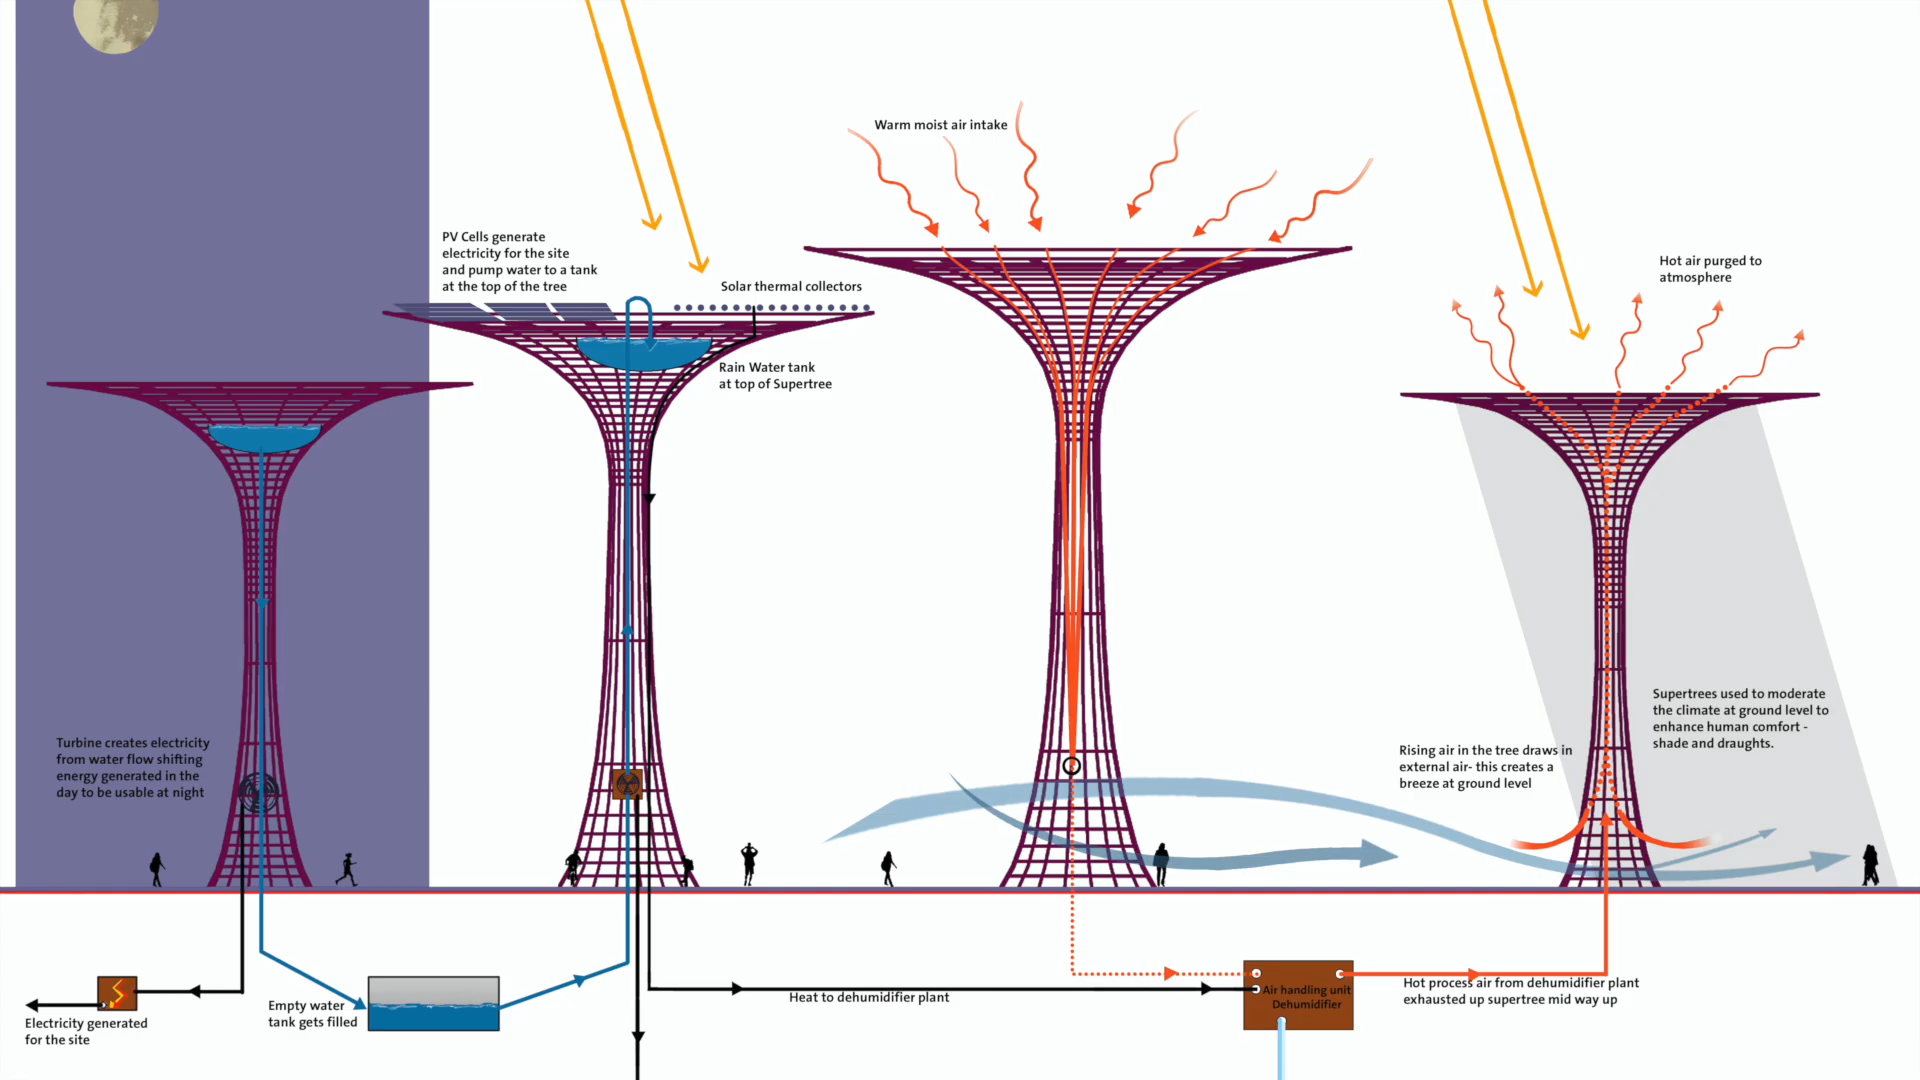 Warm moist air intake
PV Cells generate
electricity for the site
and pump water to a tank
at the top of the tree
Solar thermal collectors
Rain Water tank
at top of Supertree
Hot air purged to
atmosphere
Turbine creates electricity
from water flow shifting
energy generated in the
day to be usable at night
Rising air in the tree draws in
external air- this creates a
breeze at ground level
Supertrees used to moderate
the climate at ground level to
enhance human comfort -
shade and draughts.
Electricity generated
for the site
Empty water
tank gets filled
Heat to dehumidifier plant
Air handling unit
Dehumidifier
Hot process air from dehumidifier plant
exhausted up supertree mid way up